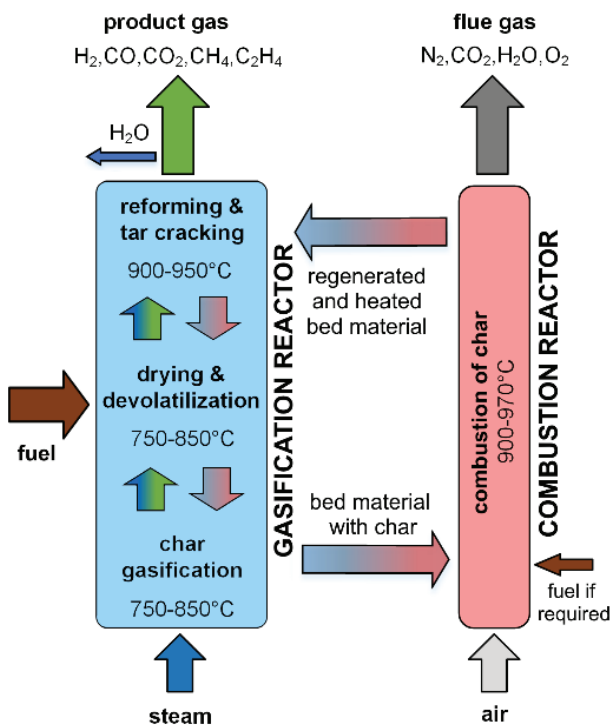 product gas
H₂,CO,CO₂,CH₄,C₂H₄
flue gas
N₂,CO₂,H₂O,O₂
H₂O
reforming &
tar cracking
900-950°C
drying &
devolatilization
750-850°C
char
gasification
750-850°C
GASIFICATION REACTOR
fuel
steam
regenerated
and heated
bed material
bed material
with char
combustion of char
900-970°C
COMBUSTION REACTOR
fuel if
required
air